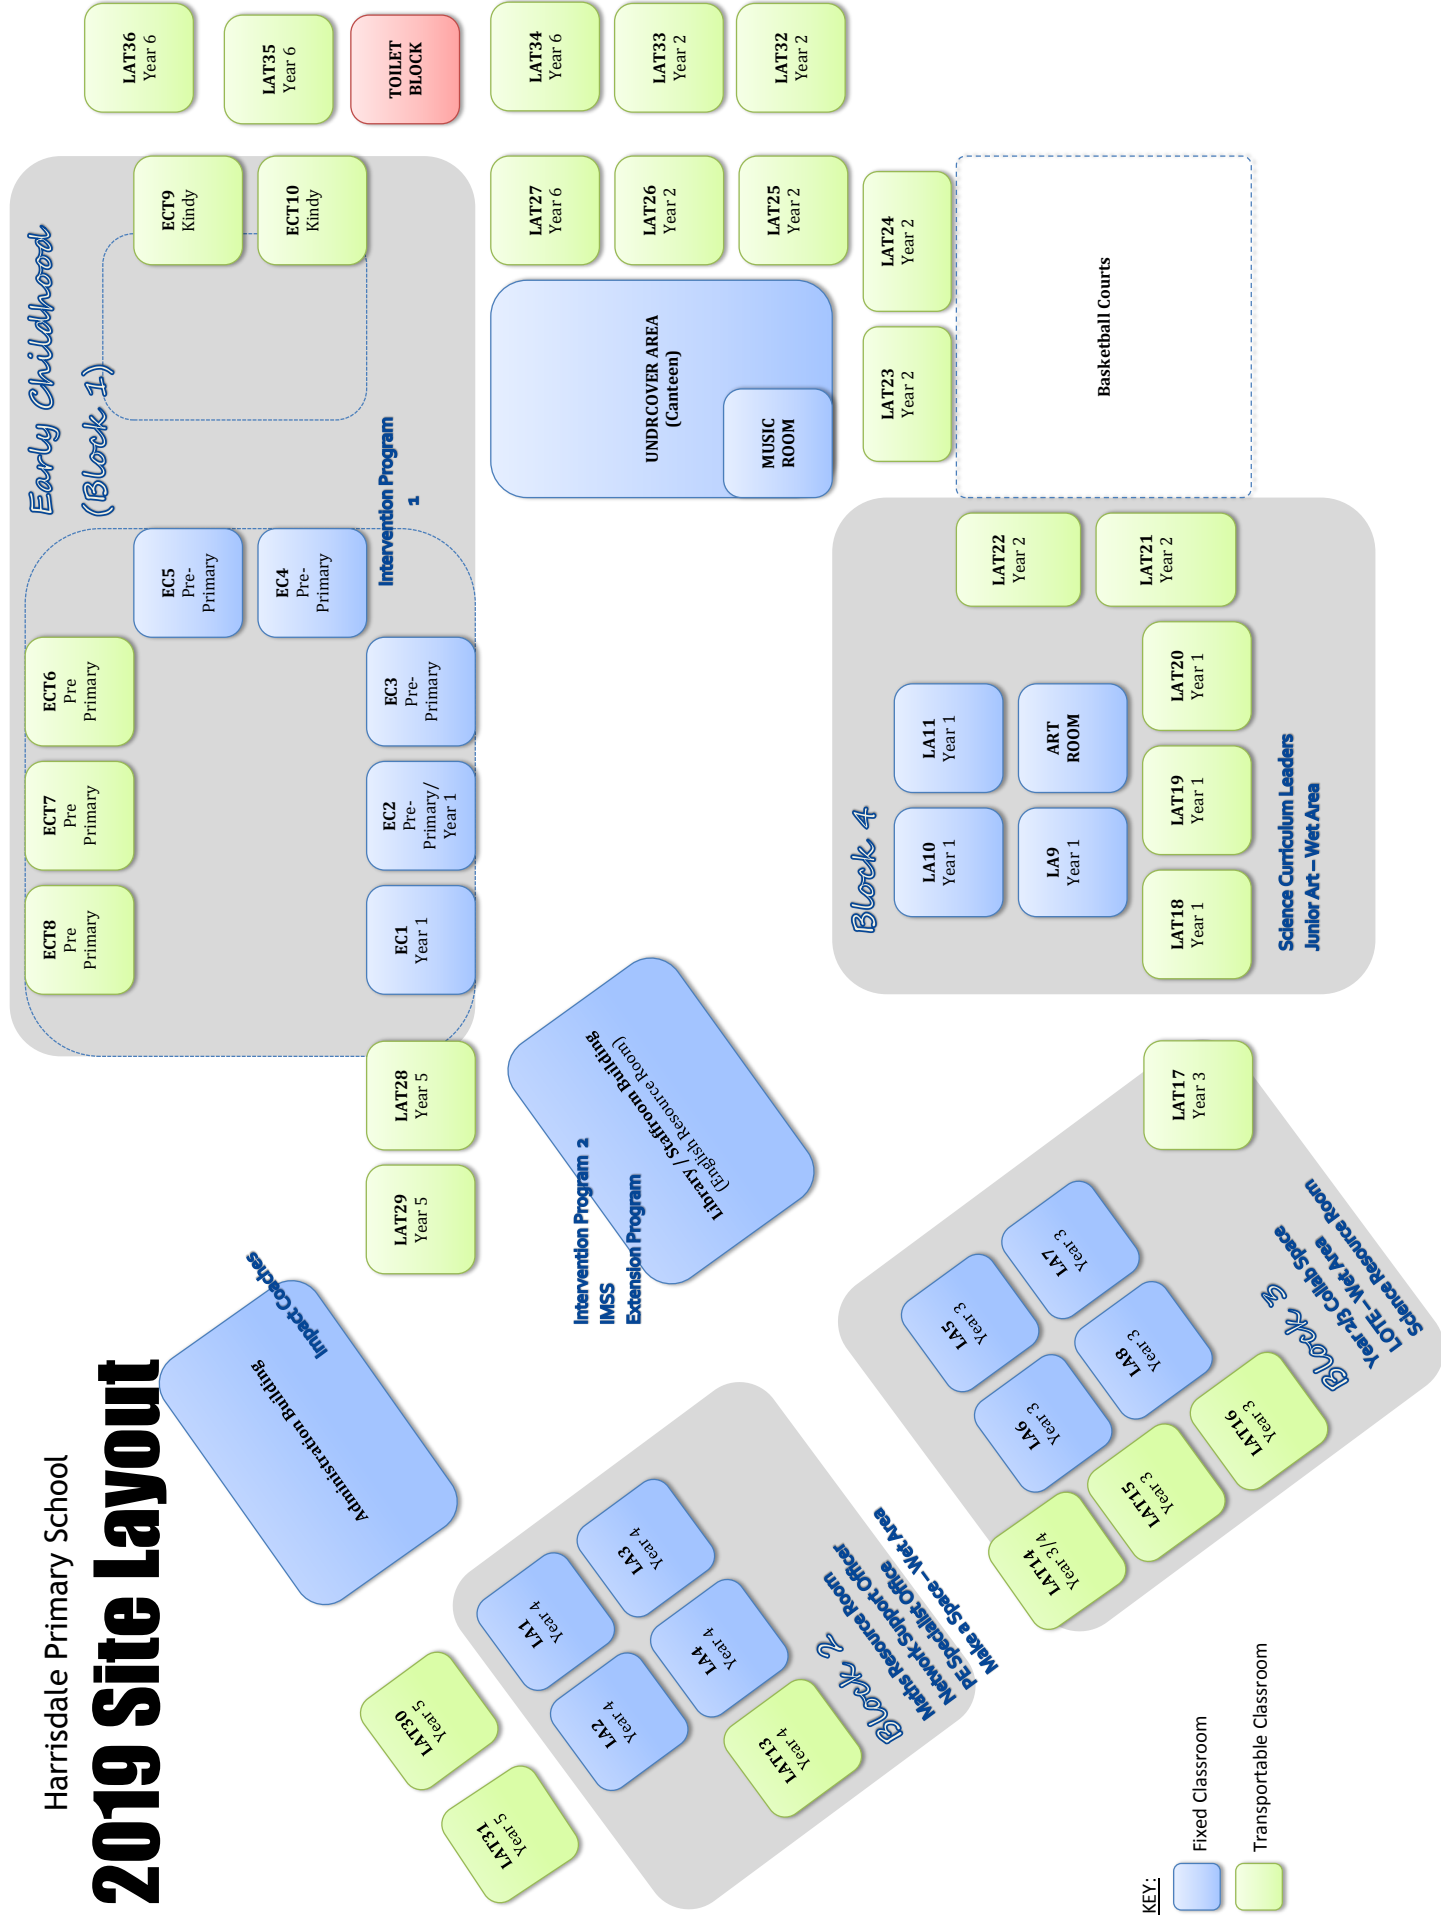 Harrisdale Primary School
2019 Site Layout
Early Childhood
(Block 1)
ECT8
Pre
Primary
ECT7
Pre
Primary
ECT6
Pre
Primary
EC5
Pre-
Primary
EC4
Pre-
Primary
EC1
Year 1
EC2
Pre-
Primary/
Year 1
EC3
Pre-
Primary
Intervention Program
1
ECT9
Kindy
ECT10
Kindy
LAT36
Year 6
LAT35
Year 6
TOILET
BLOCK
LAT34
Year 6
LAT33
Year 2
LAT32
Year 2
LAT27
Year 6
LAT26
Year 2
LAT25
Year 2
LAT24
Year 2
LAT23
Year 2
UNDRCOVER AREA
(Canteen)
MUSIC
ROOM
Basketball Courts
LAT28
Year 5
LAT29
Year 5
Administration Building
Impact Coaches
Library / Staffroom Building
(English Resource Room)
Intervention Program 2
IMSS
Extension Program
LAT30
Year 5
LAT31
Year 5
LA1
Year 4
LA3
Year 4
LA2
Year 4
LA4
Year 4
LAT13
Year 4
Block 2
Maths Resource Room
Network Support Officer
PE Specialist Office
Make a Space – Wet Area
Block 4
LA10
Year 1
LA11
Year 1
LA9
Year 1
ART
ROOM
LAT22
Year 2
LAT21
Year 2
LAT18
Year 1
LAT19
Year 1
LAT20
Year 1
Science Curriculum Leaders
Junior Art – Wet Area
LAT17
Year 3
LA5
Year 3
LA7
Year 3
LA6
Year 3
LA8
Year 3
LAT14
Year 3/4
LAT15
Year 3
LAT16
Year 3
Block 3
Year 2/3 Collab Space
LOTE – Wet Area
Science Resource Room
KEY:
Fixed Classroom
Transportable Classroom